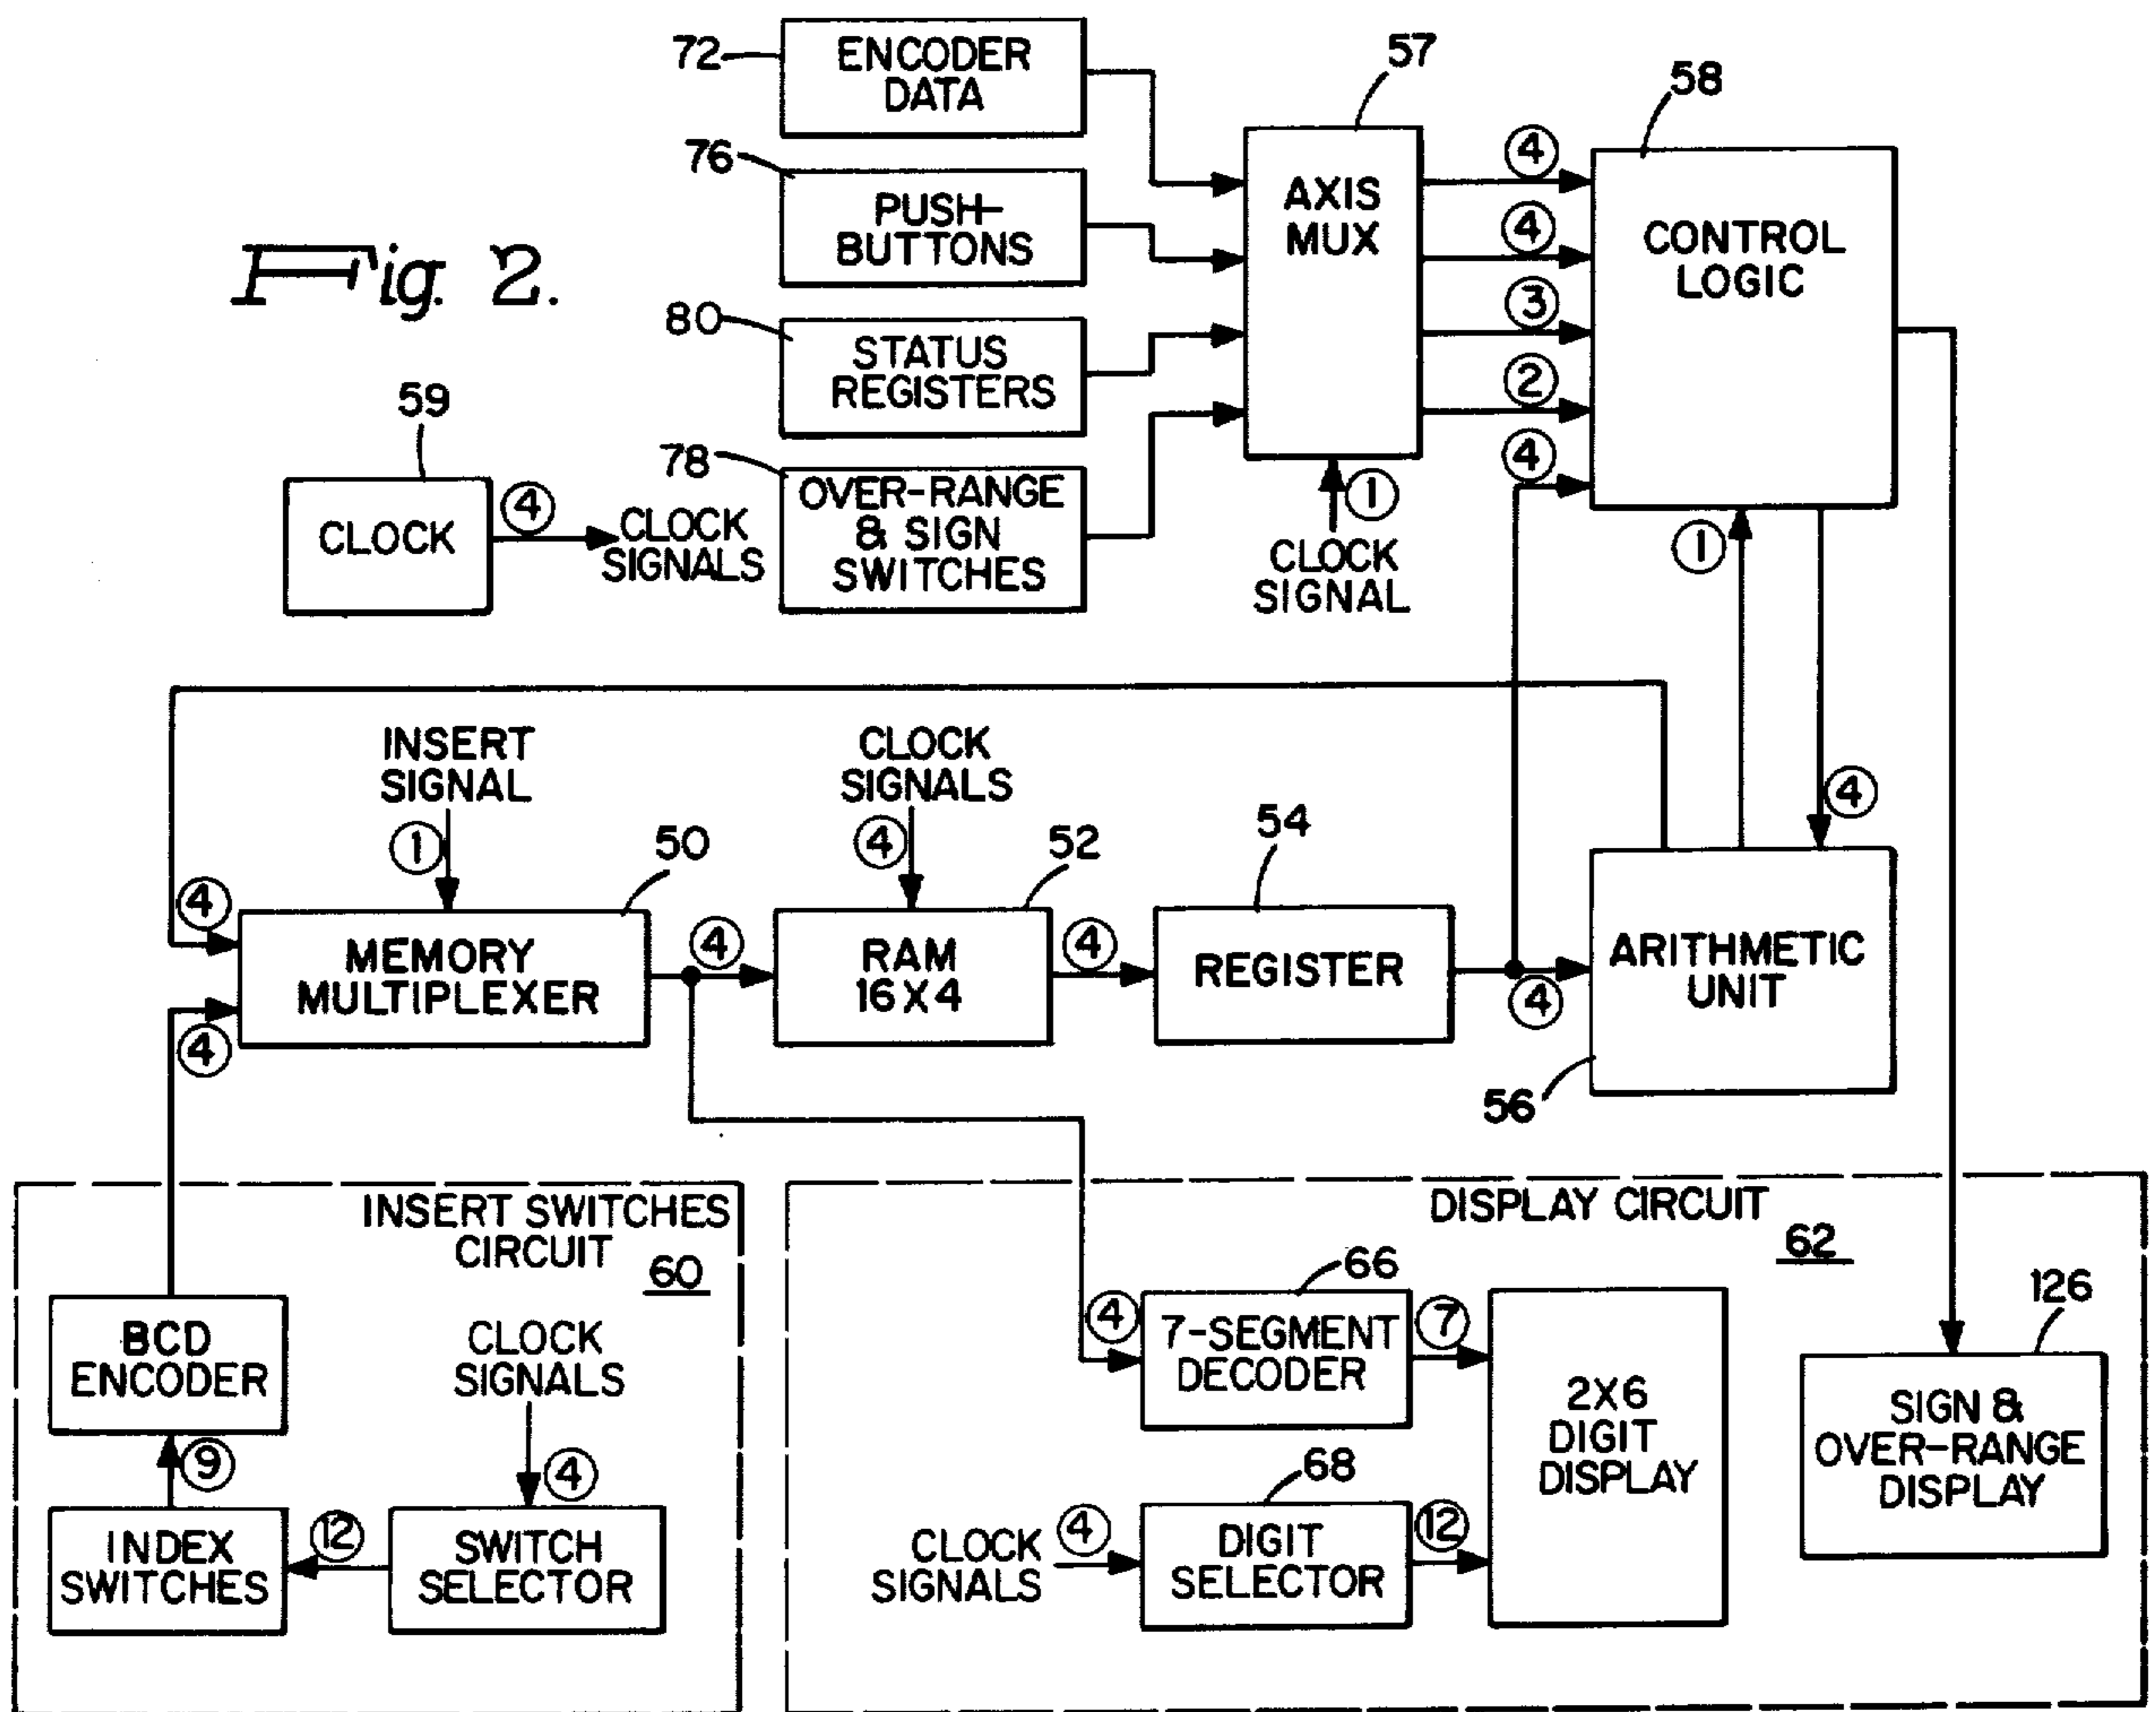 72
ENCODER
DATA
57
58
76
PUSH-
BUTTONS
AXIS
MUX
4
4
3
2
4
CONTROL
LOGIC
Fig. 2.
80
STATUS
REGISTERS
59
CLOCK
4
CLOCK
SIGNALS
78
OVER-RANGE
& SIGN
SWITCHES
1
CLOCK
SIGNAL
1
4
INSERT
SIGNAL
1
CLOCK
SIGNALS
4
50
52
54
4
4
MEMORY
MULTIPLEXER
4
RAM
16X4
4
REGISTER
4
ARITHMETIC
UNIT
56
INSERT SWITCHES
CIRCUIT
60
BCD
ENCODER
CLOCK
SIGNALS
9
4
INDEX
SWITCHES
12
SWITCH
SELECTOR
DISPLAY CIRCUIT
62
66
4
7-SEGMENT
DECODER
7
2X6
DIGIT
DISPLAY
126
SIGN &
OVER-RANGE
DISPLAY
68
CLOCK
SIGNALS
4
DIGIT
SELECTOR
12